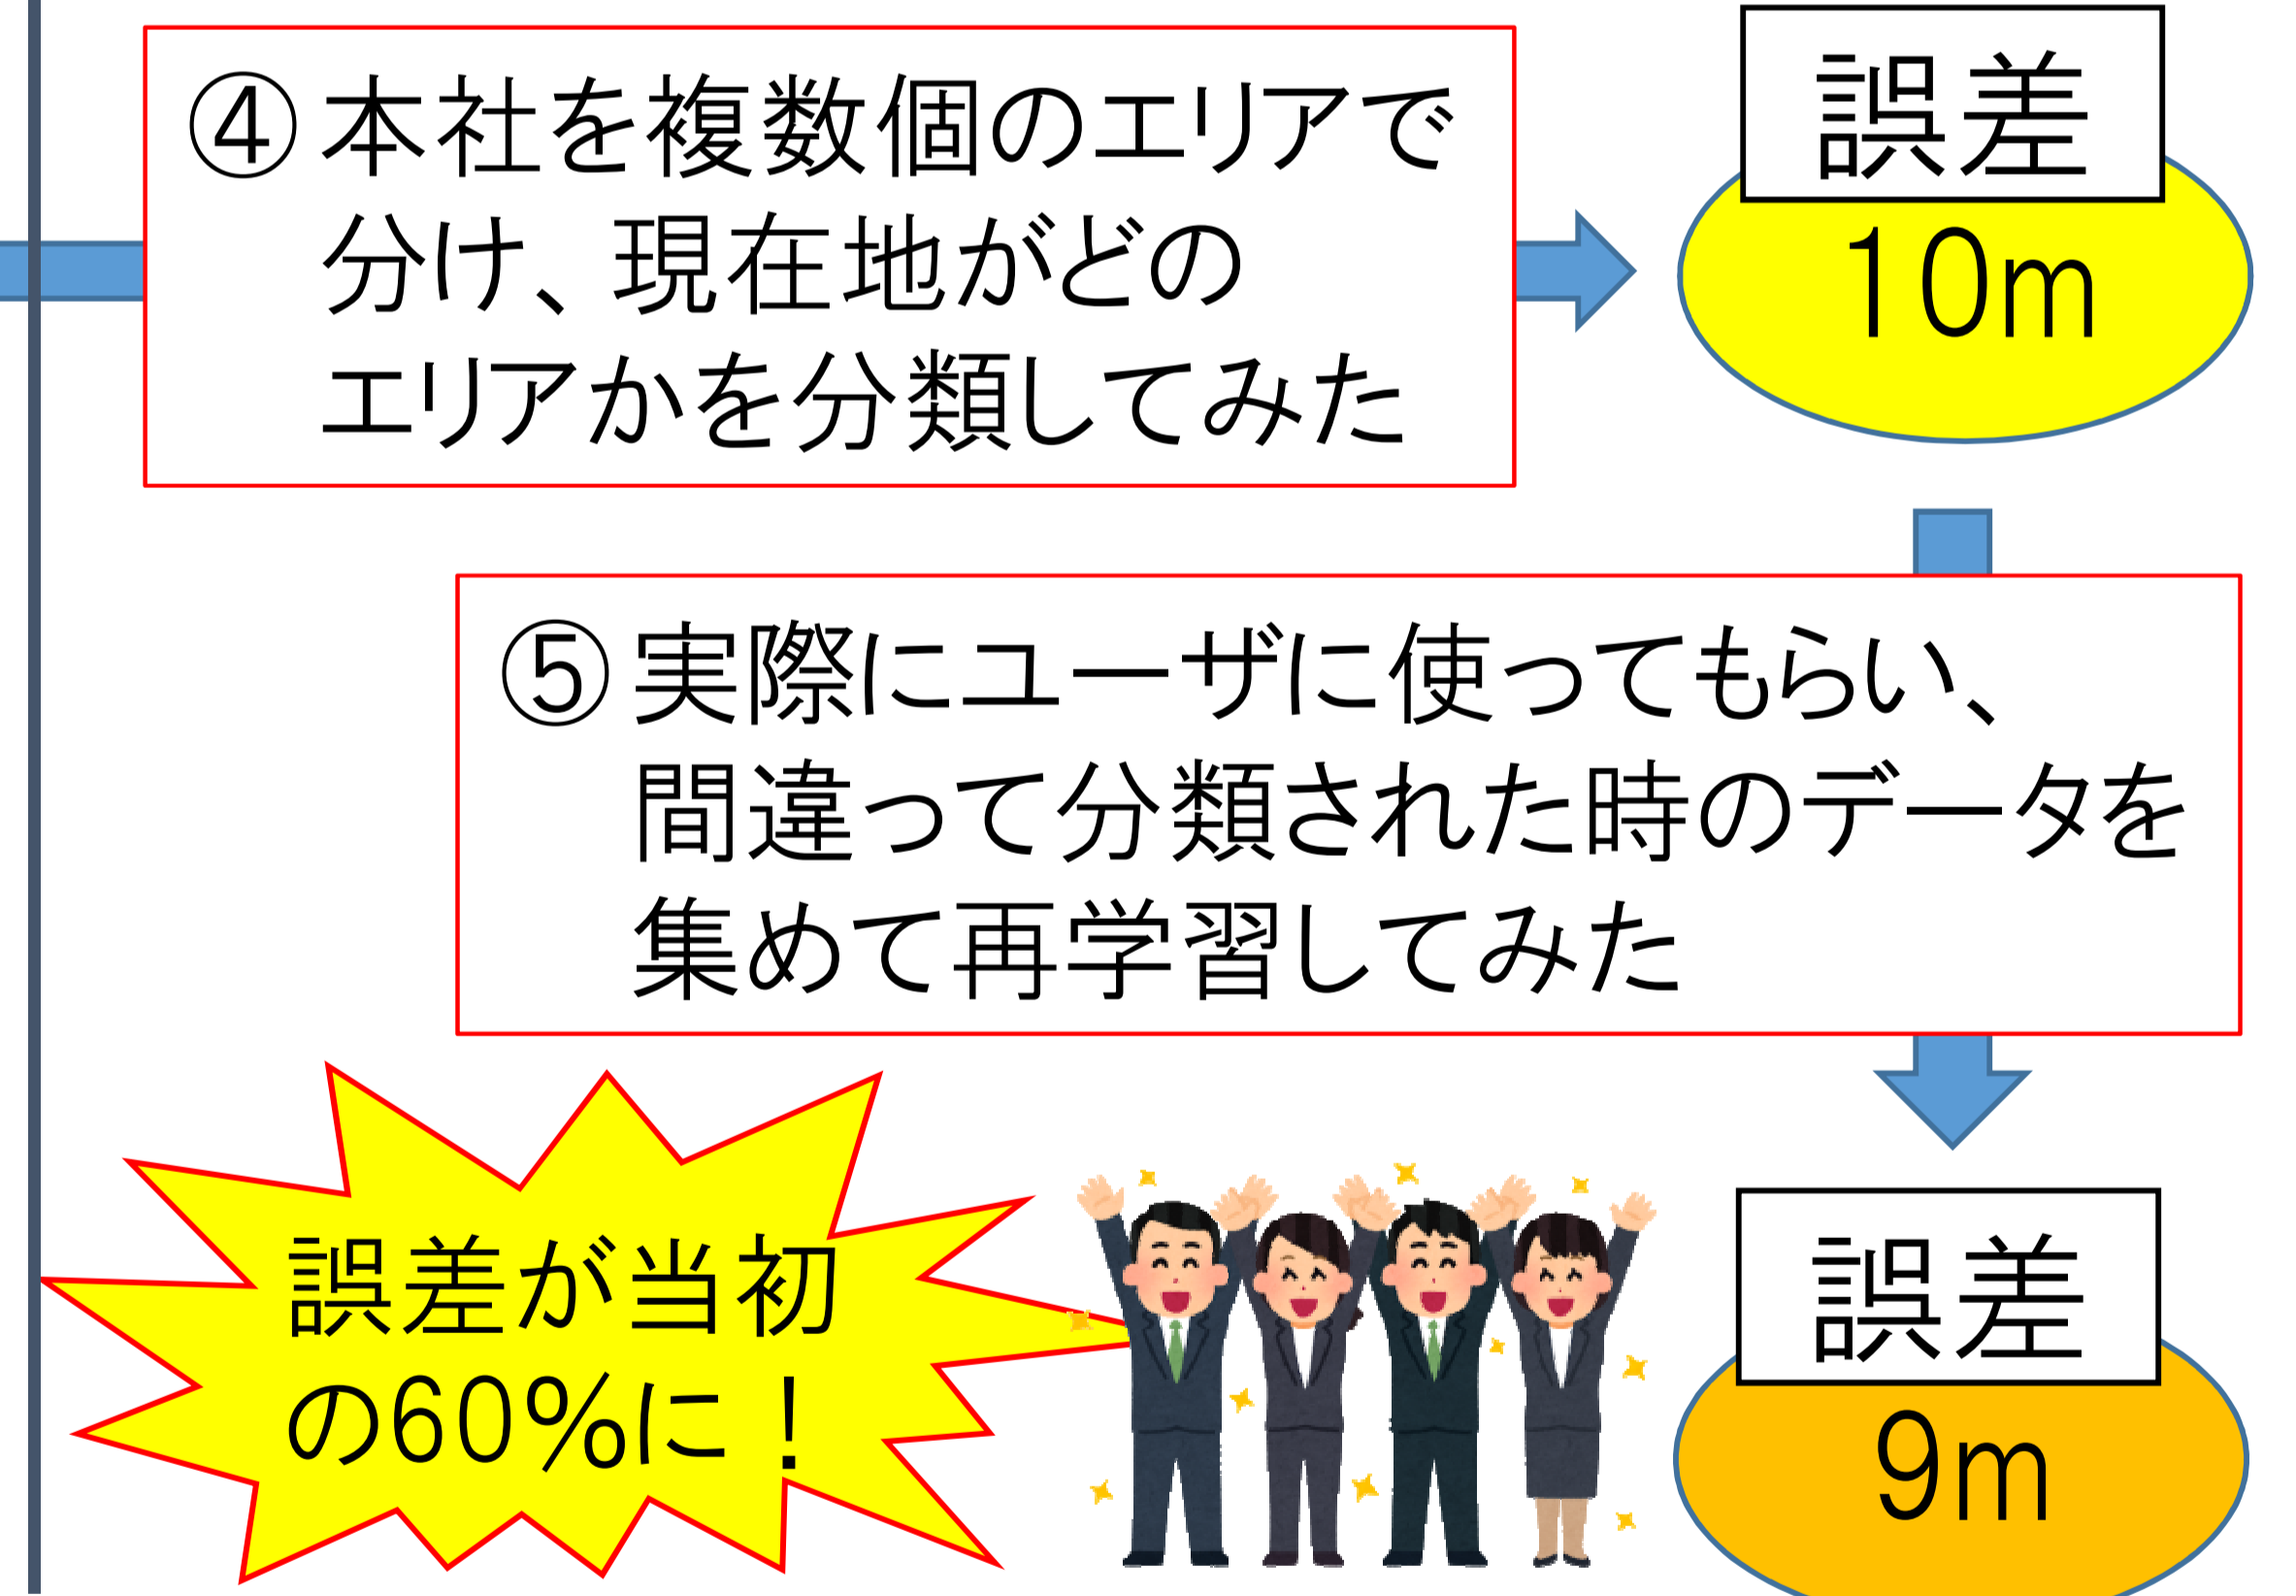 ④本社を複数個のエリアで
分け、現在地がどの
エリアかを分類してみた
誤差
10m
⑤実際にユーザに使ってもらい、
間違って分類された時のデータを
集めて再学習してみた
誤差が当初
の60%に！
誤差
9m